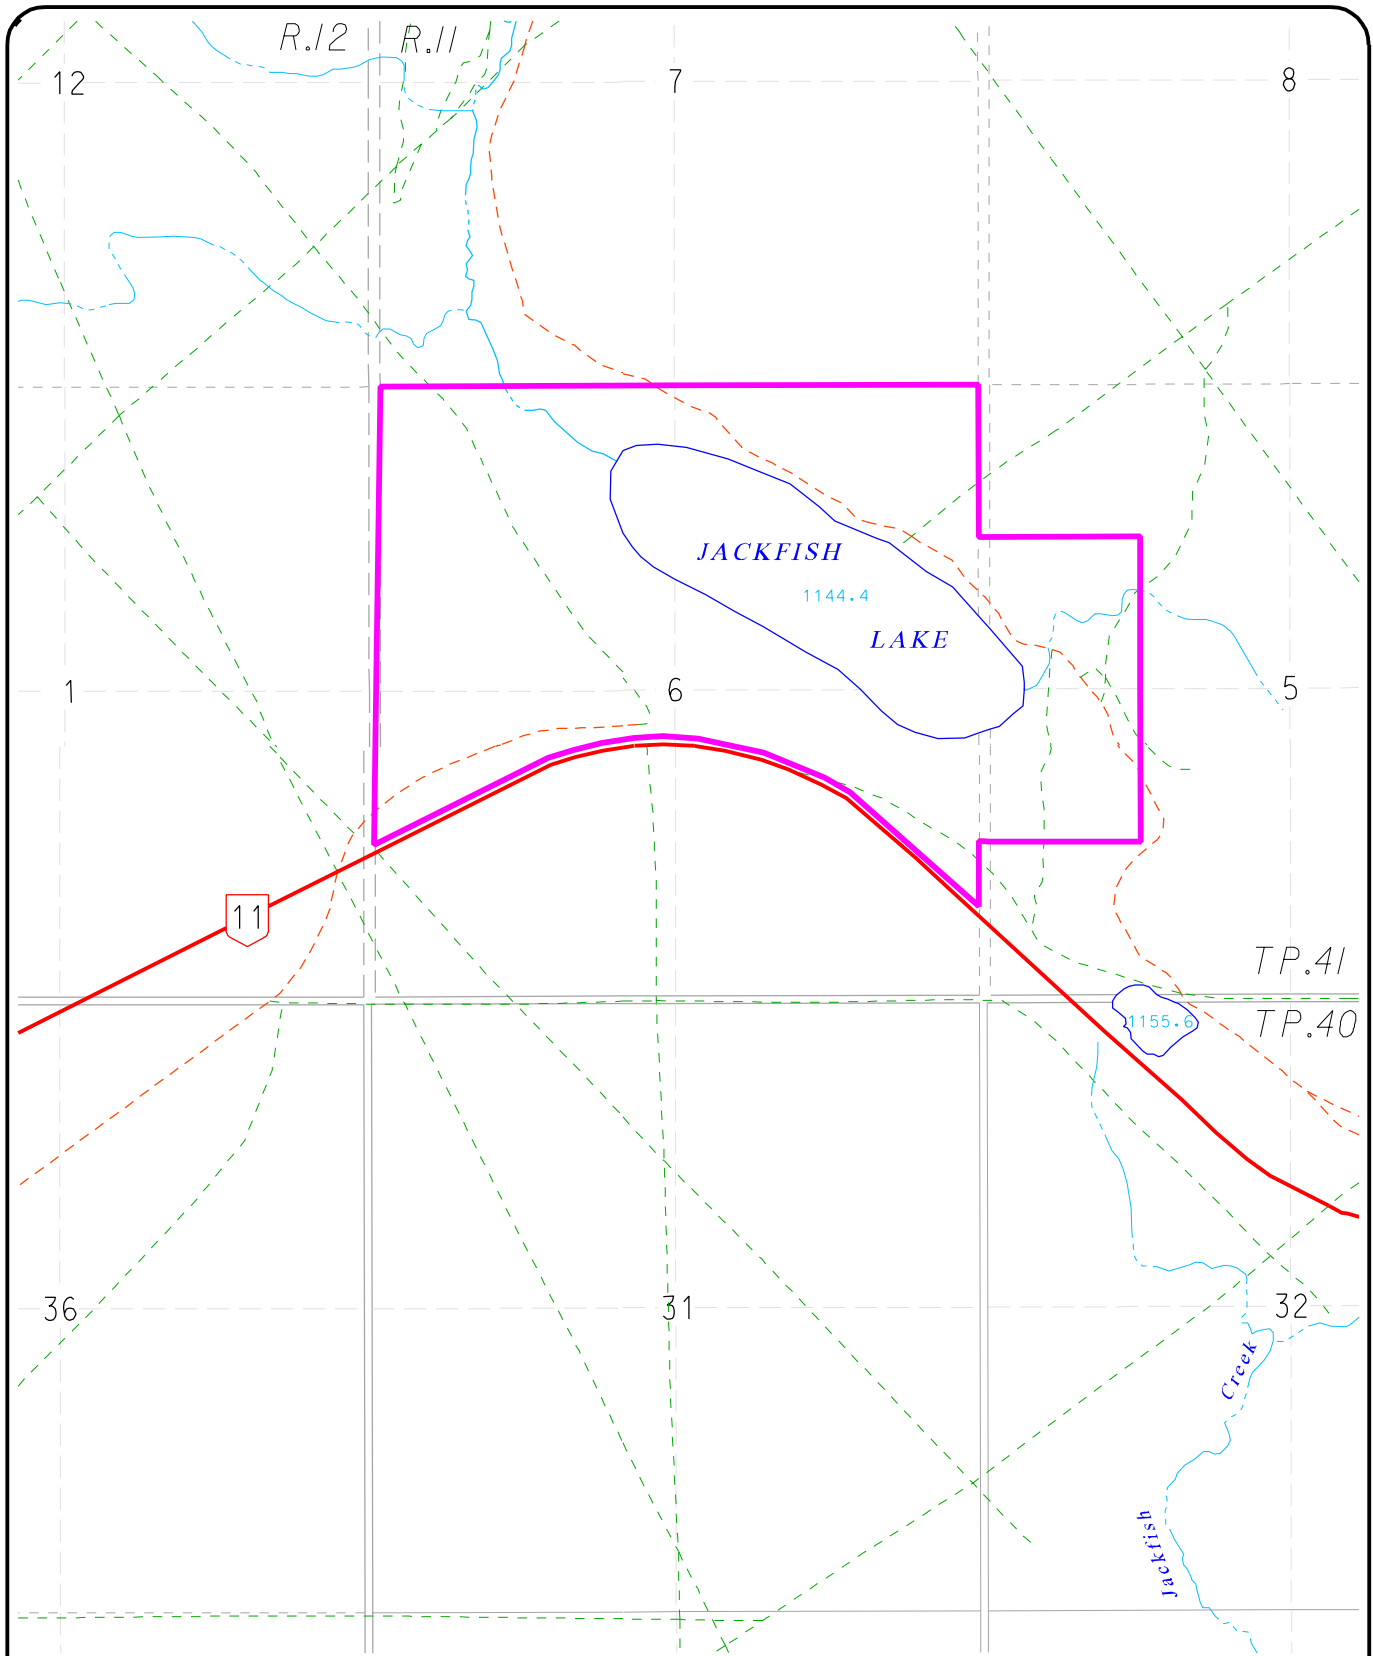 R.12 R.11
12 7 8
JACKFISH
1144.4
LAKE
1 6 5
11
TP.41
1155.6 TP.40
36 31 32
Creek
Jackfish